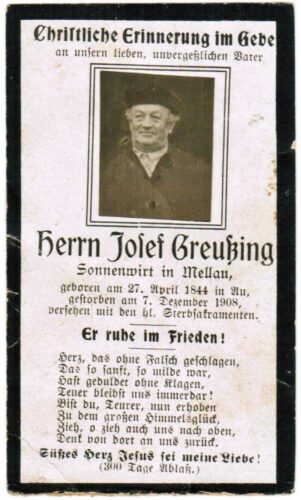 Christliche Erinnerung im Gebe
an unsern lieben, unvergeßlichen Vater
Herrn Josef Greußing
Sonnenwirt in Mellau,
geboren am 27. April 1844 in Au,
gestorben am 7. Dezember 1908,
versehen mit den hl. Sterbsakramenten.
Er ruhe im Frieden!
Herz, das ohne Falsch geschlagen,
Das so sanft, so milde war,
Hast geduldet ohne Klagen,
Teuer bleibst uns immerdar!
Bist du, Teurer, nun erhoben
Zu dem großen Himmelsglück,
Zieh, o zieh auch uns nach oben,
Denk von dort an uns zurück.
Süßes Herz Jesus sei meine Liebe!
(300 Tage Ablaß.)